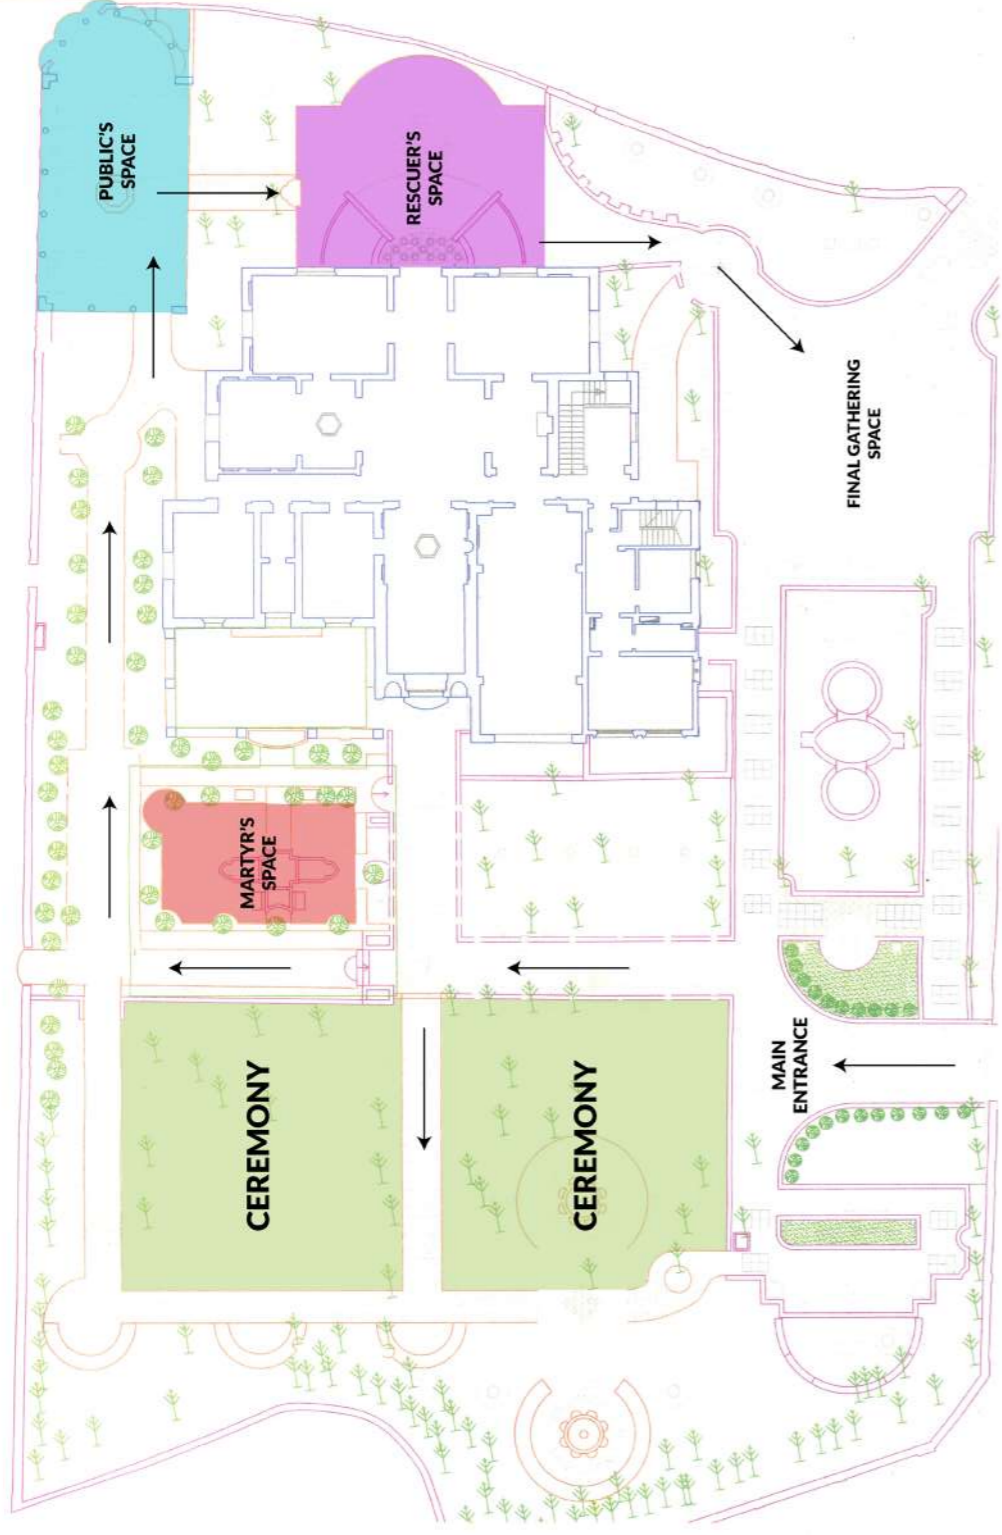 PUBLIC'S
SPACE
RESCUER'S
SPACE
FINAL GATHERING
SPACE
MARTYR'S
SPACE
CEREMONY
CEREMONY
MAIN
ENTRANCE